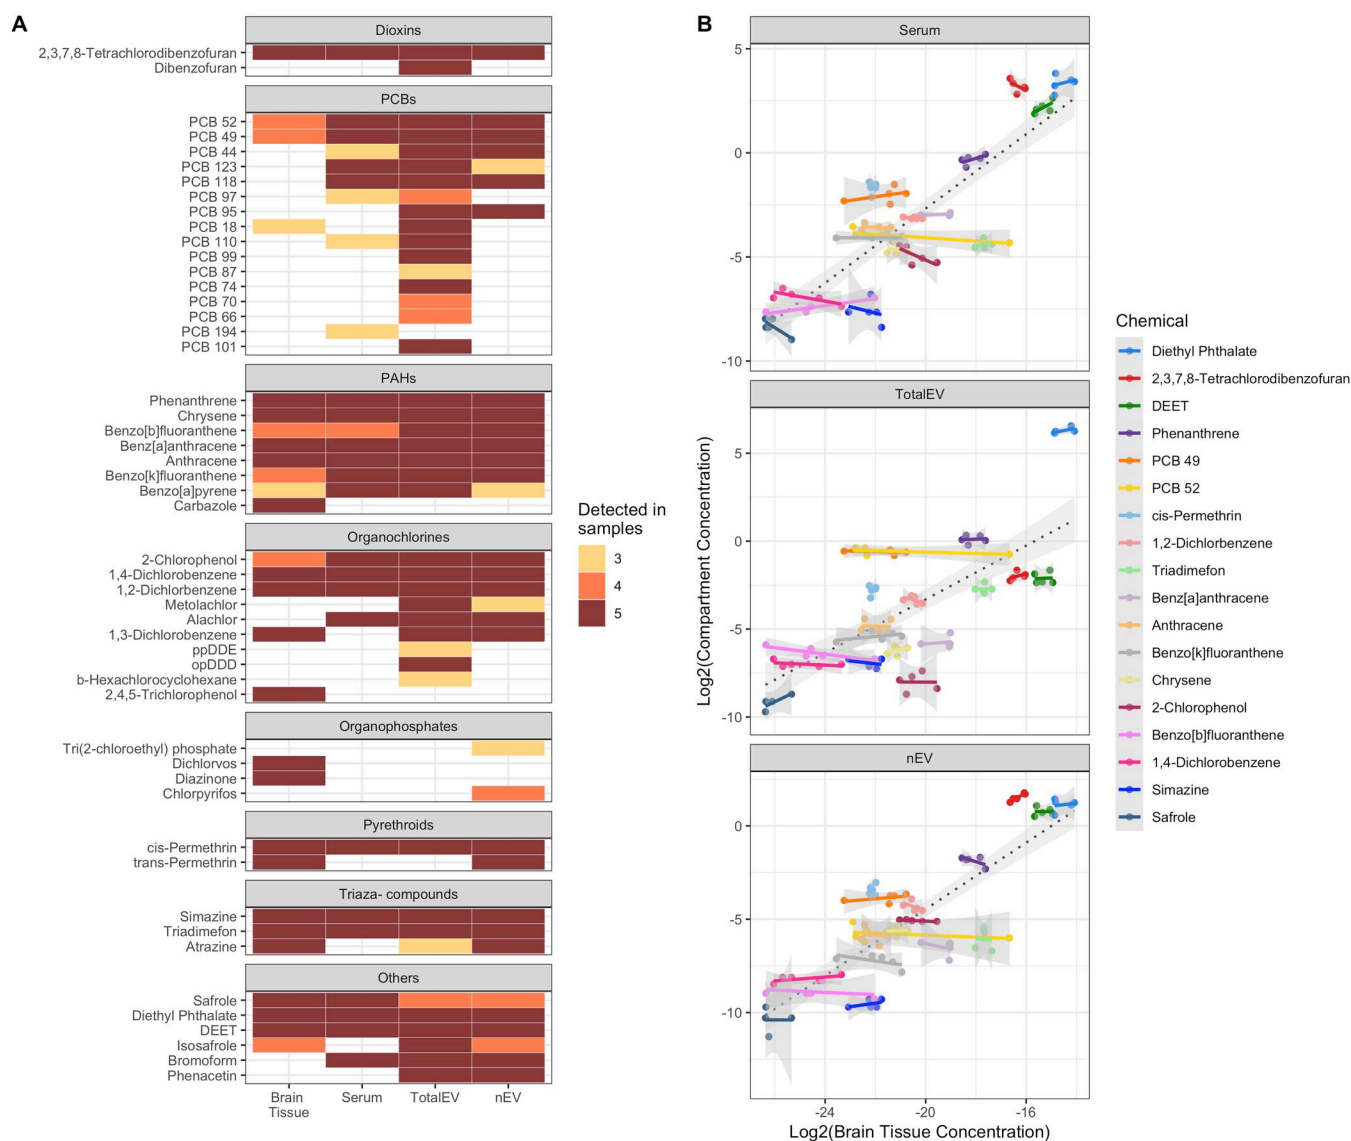 A
Dioxins
2,3,7,8-Tetrachlorodibenzofuran
Dibenzofuran
PCBs
PCB 52
PCB 49
PCB 44
PCB 123
PCB 118
PCB 97
PCB 95
PCB 18
PCB 110
PCB 99
PCB 87
PCB 74
PCB 70
PCB 66
PCB 194
PCB 101
PAHs
Phenanthrene
Chrysene
Benzo[b]fluoranthene
Benz[a]anthracene
Anthracene
Benzo[k]fluoranthene
Benzo[a]pyrene
Carbazole
Organochlorines
2-Chlorophenol
1,4-Dichlorobenzene
1,2-Dichlorbenzene
Metolachlor
Alachlor
1,3-Dichlorobenzene
ppDDE
opDDD
b-Hexachlorocyclohexane
2,4,5-Trichlorophenol
Organophosphates
Tri(2-chloroethyl) phosphate
Dichlorvos
Diazinone
Chlorpyrifos
Pyrethroids
cis-Permethrin
trans-Permethrin
Triaza- compounds
Simazine
Triadimefon
Atrazine
Others
Safrole
Diethyl Phthalate
DEET
Isosafrole
Bromoform
Phenacetin
Brain
Tissue
Serum
TotalEV
nEV
Detected in
samples
3
4
5
B
Serum
5
0
-5
-10
TotalEV
5
0
-5
-10
nEV
0
-5
-10
-24
-20
-16
Log2(Compartment Concentration)
Log2(Brain Tissue Concentration)
Chemical
Diethyl Phthalate
2,3,7,8-Tetrachlorodibenzofuran
DEET
Phenanthrene
PCB 49
PCB 52
cis-Permethrin
1,2-Dichlorbenzene
Triadimefon
Benz[a]anthracene
Anthracene
Benzo[k]fluoranthene
Chrysene
2-Chlorophenol
Benzo[b]fluoranthene
1,4-Dichlorobenzene
Simazine
Safrole